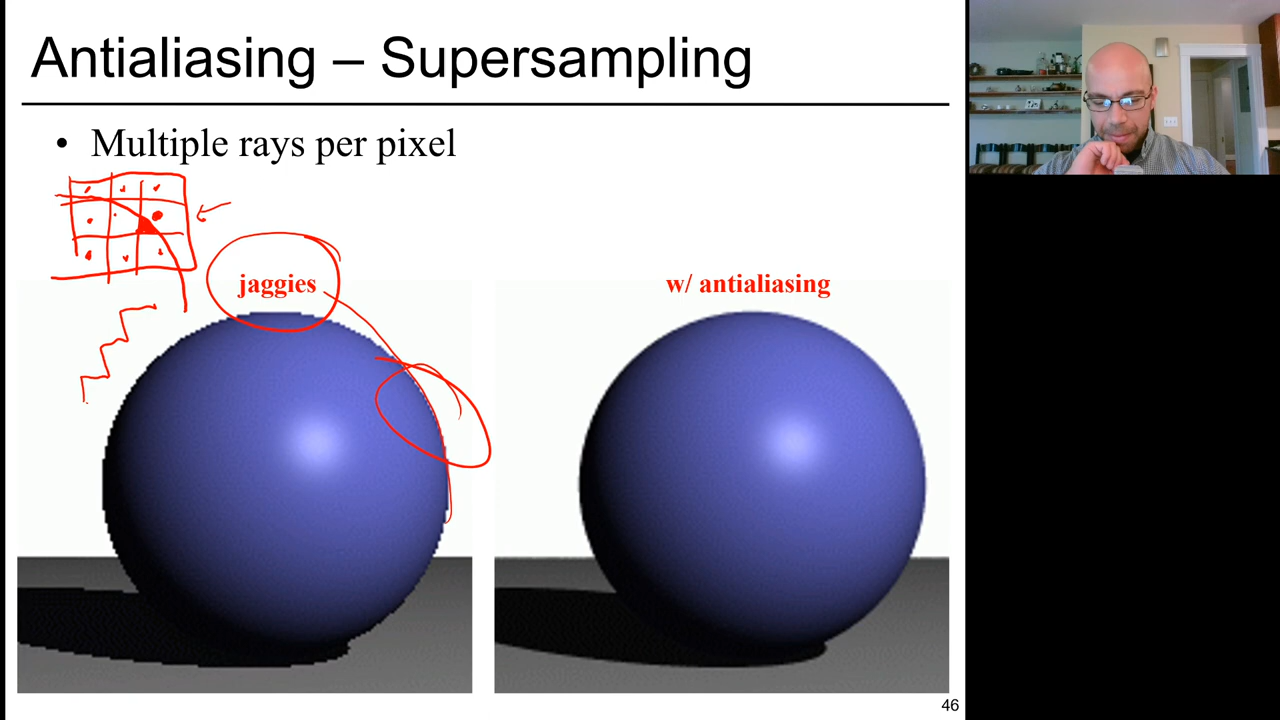 Antialiasing – Supersampling
• Multiple rays per pixel
jaggies
w/ antialiasing
46